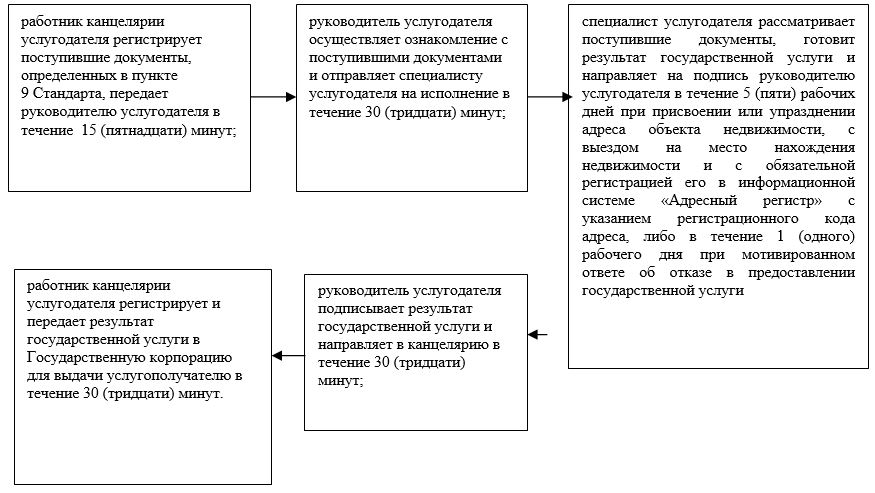 работник канцелярии
услугодателя регистрирует
поступившие документы,
определенных в пункте
9 Стандарта, передает
руководителю услугодателя в
течение 15 (пятнадцати) минут;
руководитель услугодателя
осуществляет ознакомление с
поступившими документами
и отправляет специалисту
услугодателя на исполнение в
течение 30 (тридцати) минут;
специалист услугодателя рассматривает
поступившие документы, готовит
результат государственной услуги и
направляет на подпись руководителю
услугодателя в течение 5 (пяти) рабочих
дней при присвоении или упразднении
адреса объекта недвижимости, с
выездом на место нахождения
недвижимости и с обязательной
регистрацией его в информационной
системе «Адресный регистр» с
указанием регистрационного кода
адреса, либо в течение 1 (одного)
рабочего дня при мотивированном
ответе об отказе в предоставлении
государственной услуги
руководитель услугодателя
подписывает результат
государственной услуги и
направляет в канцелярию в
течение 30 (тридцати)
минут;
работник канцелярии
услугодателя регистрирует и
передает результат
государственной услуги в
Государственную корпорацию
для выдачи услугополучателю в
течение 30 (тридцати) минут.